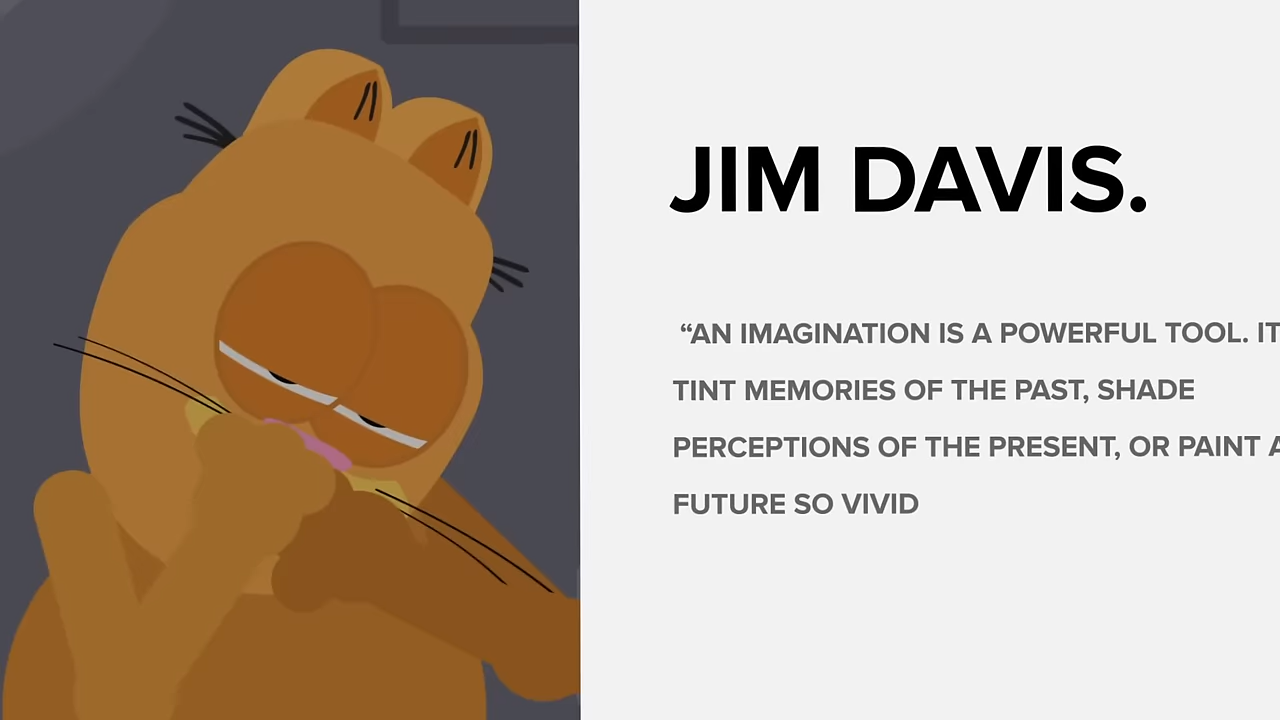 JIM DAVIS.
“AN IMAGINATION IS A POWERFUL TOOL. IT
TINT MEMORIES OF THE PAST, SHADE
PERCEPTIONS OF THE PRESENT, OR PAINT A
FUTURE SO VIVID